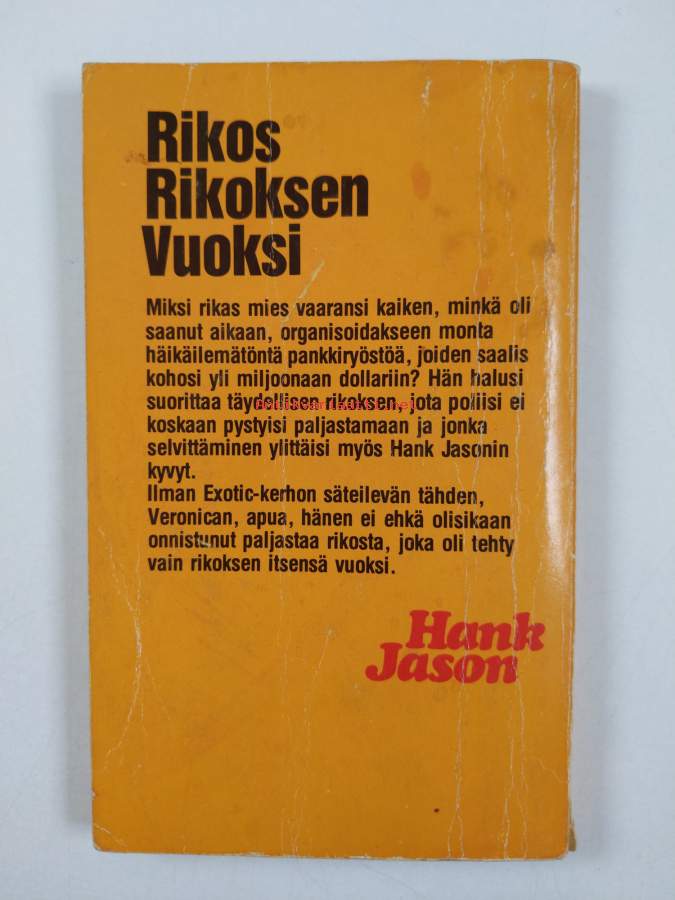 Rikos
Rikoksen
Vuoksi
Miksi rikas mies vaaransi kaiken, minkä oli
saanut aikaan, organisoidakseen monta
häikäilemätöntä pankkiryöstöä, joiden saalis
kohosi yli miljoonaan dollariin? Hän halusi
suorittaa täydellisen rikoksen, jota poliisi ei
koskaan pystyisi paljastamaan ja jonka
selvittäminen ylittäisi myös Hank Jasonin
kyvyt.
Ilman Exotic-kerhon säteilevän tähden,
Veronican, apua, hänen ei ehkä olisikaan
onnistunut paljastaa rikosta, joka oli tehty
vain rikoksen itsensä vuoksi.
Hank
Jason